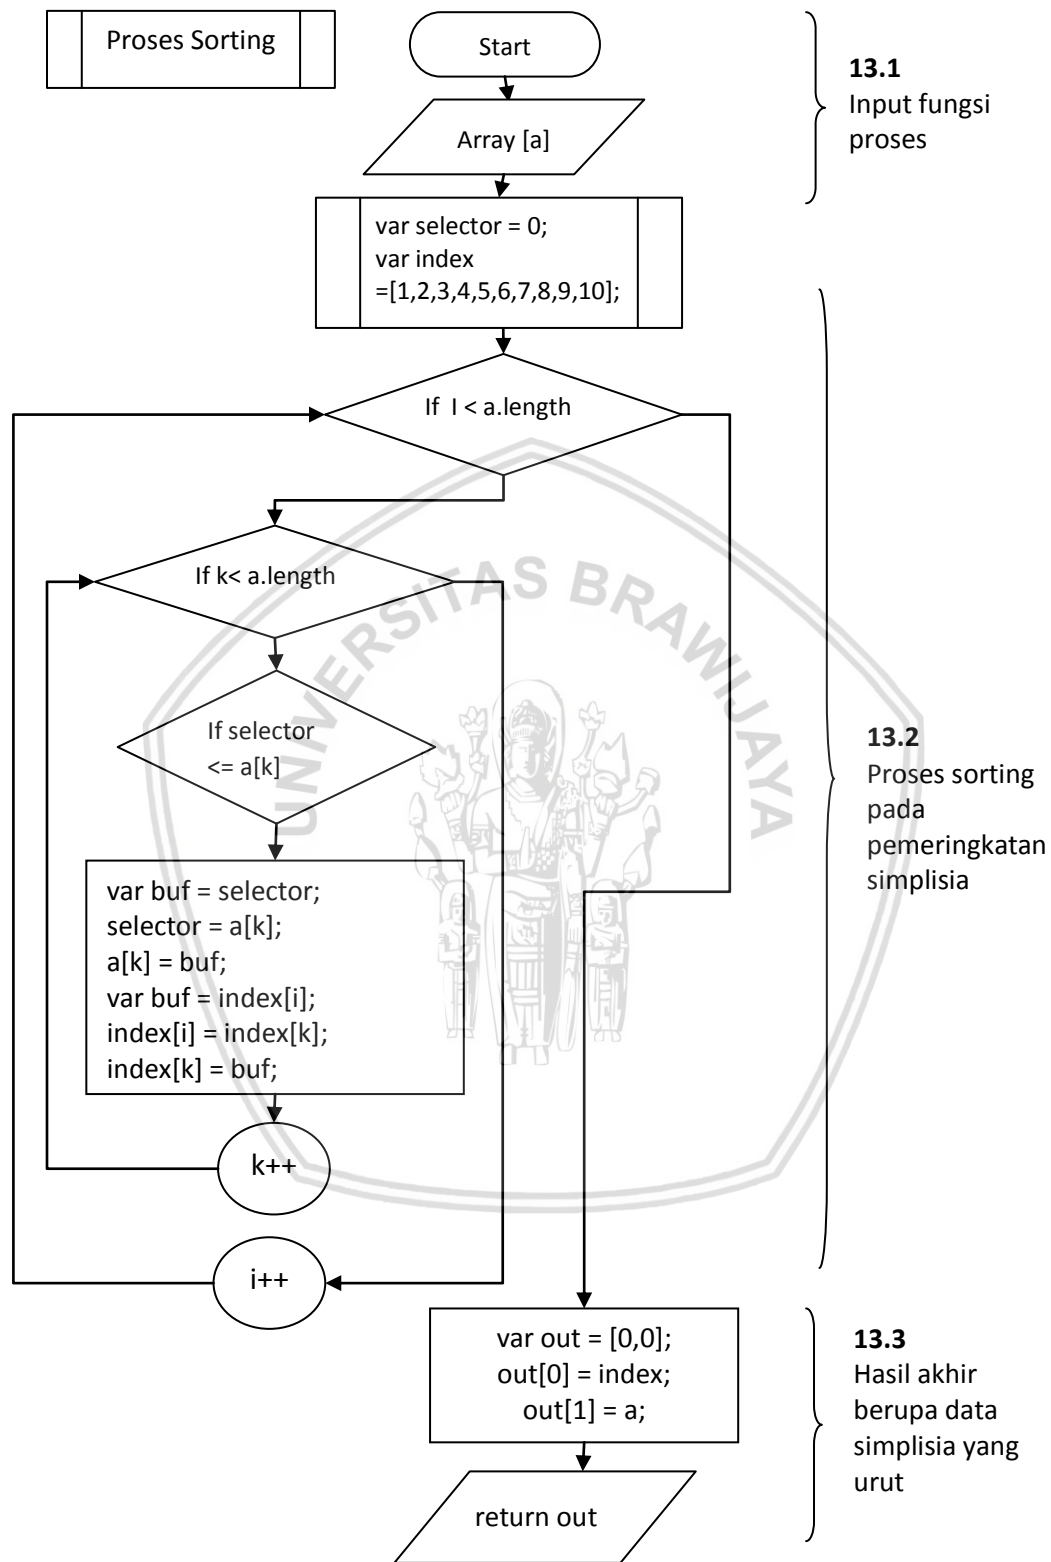 Proses Sorting
Start
13.1
Input fungsi
proses
Array [a]
var selector = 0;
var index
=[1,2,3,4,5,6,7,8,9,10];
If I < a.length
If k< a.length
If selector
<= a[k]
13.2
Proses sorting
pada
pemeringkatan
simplisia
var buf = selector;
selector = a[k];
a[k] = buf;
var buf = index[i];
index[i] = index[k];
index[k] = buf;
k++
i++
var out = [0,0];
out[0] = index;
out[1] = a;
13.3
Hasil akhir
berupa data
simplisia yang
urut
return out
UNIVERSITAS BRAWIJAYA